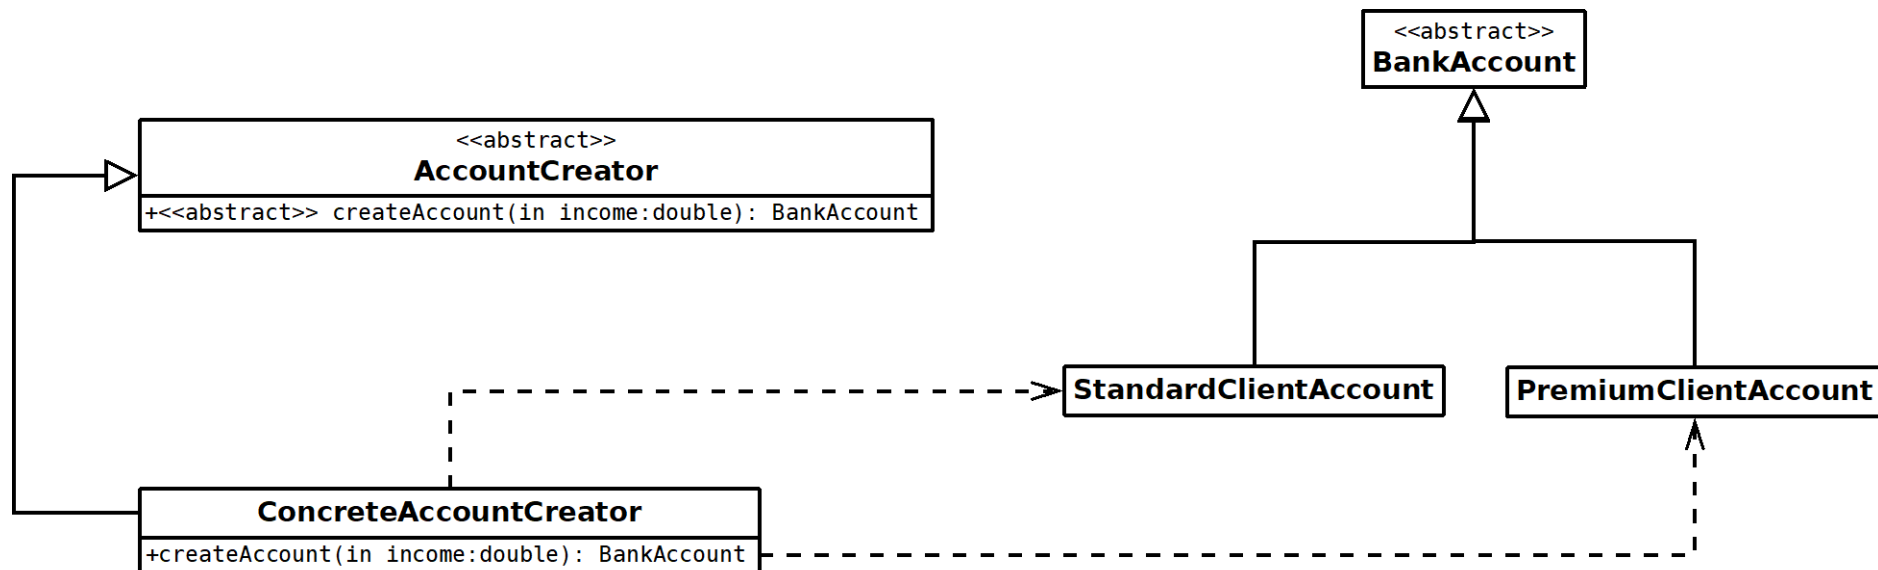 <<abstract>>
BankAccount
<<abstract>>
AccountCreator
+<<abstract>> createAccount(in income:double): BankAccount
StandardClientAccount
PremiumClientAccount
ConcreteAccountCreator
+createAccount(in income:double): BankAccount